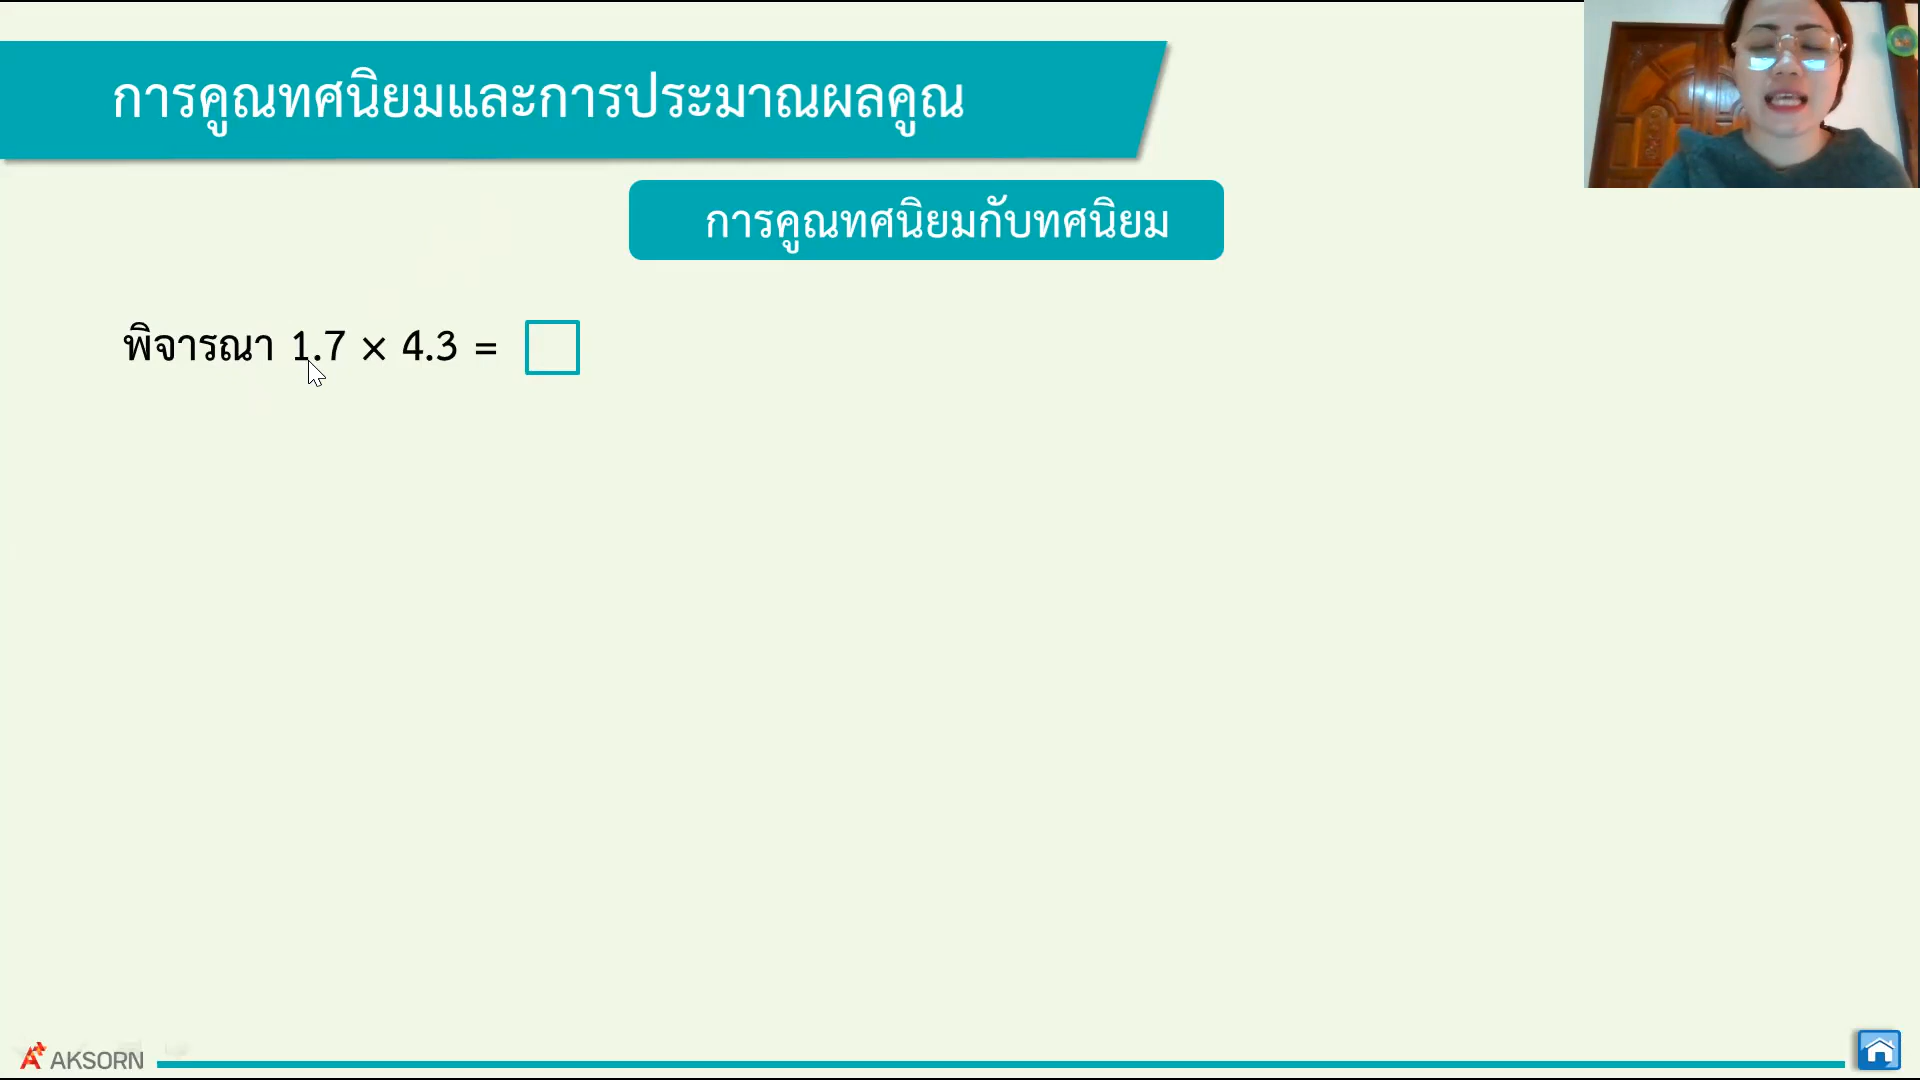 การคูณทศนิยมและการประมาณผลคูณ
การคูณทศนิยมกับทศนิยม
พิจารณา 1.7 × 4.3 =
AKSORN